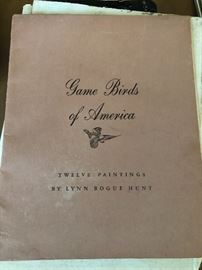 Game Birds
of America
TWELVE PAINTINGS
BY LYNN BOGUE HUNT